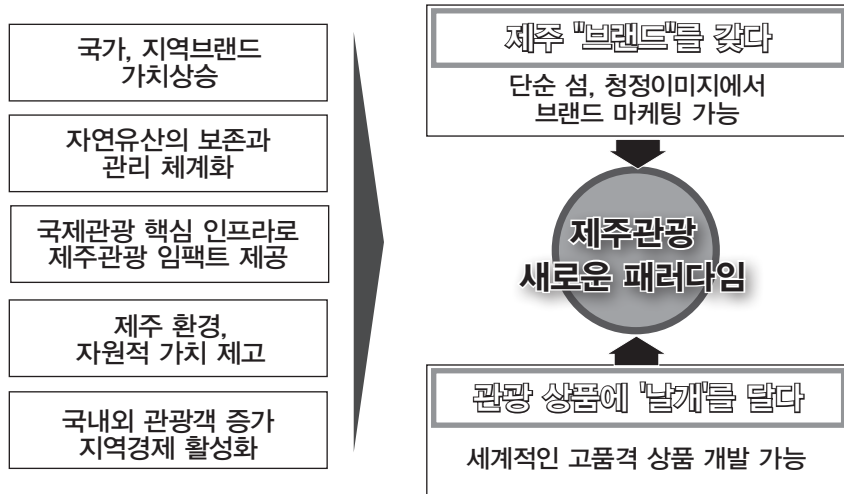 국가, 지역브랜드
가치상승
자연유산의 보존과
관리 체계화
국제관광 핵심 인프라로
제주관광 임팩트 제공
제주 환경,
자원적 가치 제고
국내외 관광객 증가
지역경제 활성화
제주 "브랜드"를 갖다
단순 섬, 청정이미지에서
브랜드 마케팅 가능
제주관광
새로운 패러다임
관광 상품에 '날개'를 달다
세계적인 고품격 상품 개발 가능